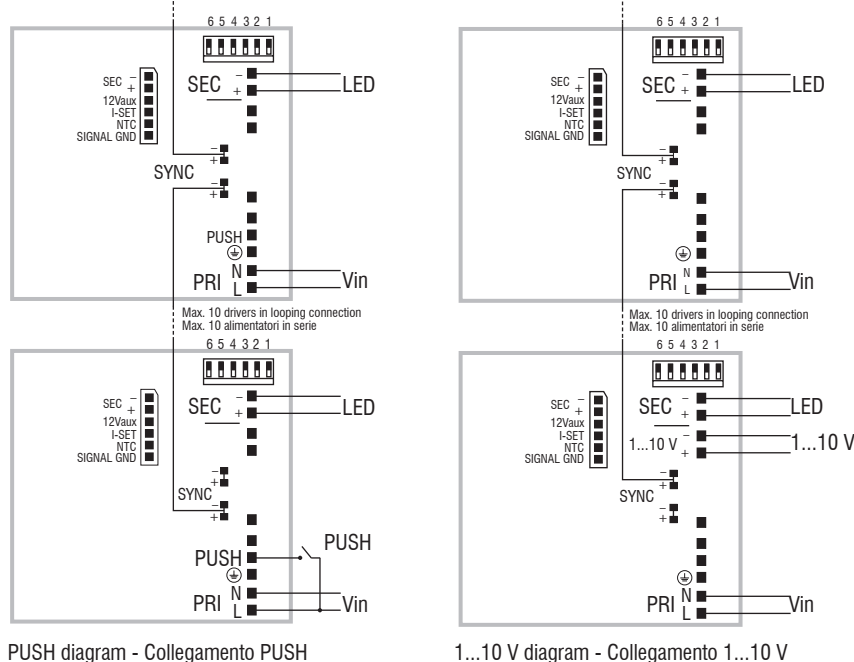 6 5 4 3 2 1
SEC
−
+
12Vaux
I-SET
NTC
SIGNAL GND
SEC
−
+
LED
−
+
SYNC
−
+
PUSH
PRI
N
L
Vin
Max. 10 drivers in looping connection
Max. 10 alimentatori in serie
6 5 4 3 2 1
SEC
−
+
12Vaux
I-SET
NTC
SIGNAL GND
SEC
−
+
LED
−
+
SYNC
−
+
PUSH
PUSH
PRI
N
L
Vin
PUSH diagram - Collegamento PUSH
6 5 4 3 2 1
SEC
−
+
12Vaux
I-SET
NTC
SIGNAL GND
SEC
−
+
LED
−
+
SYNC
−
+
PRI
N
L
Vin
Max. 10 drivers in looping connection
Max. 10 alimentatori in serie
6 5 4 3 2 1
SEC
−
+
12Vaux
I-SET
NTC
SIGNAL GND
SEC
−
+
LED
1...10 V
−
+
1...10 V
−
+
SYNC
−
+
PRI
N
L
Vin
1...10 V diagram - Collegamento 1...10 V